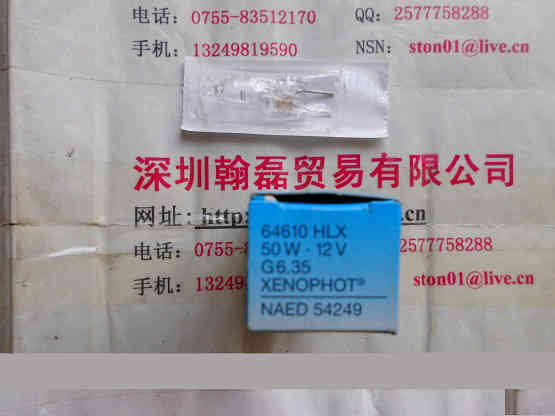 电话: 0755-83512170 QQ: 2577758288
手机: 13249819590 NSN: ston01@live.cn
深圳翰磊贸易有限公司
网址: http .cn
电话: 0755-8 2577758288
手机: 13249 ston01@live.cn
64610 HLX
50W · 12V
G6.35
XENOPHOT®
NAED 54249